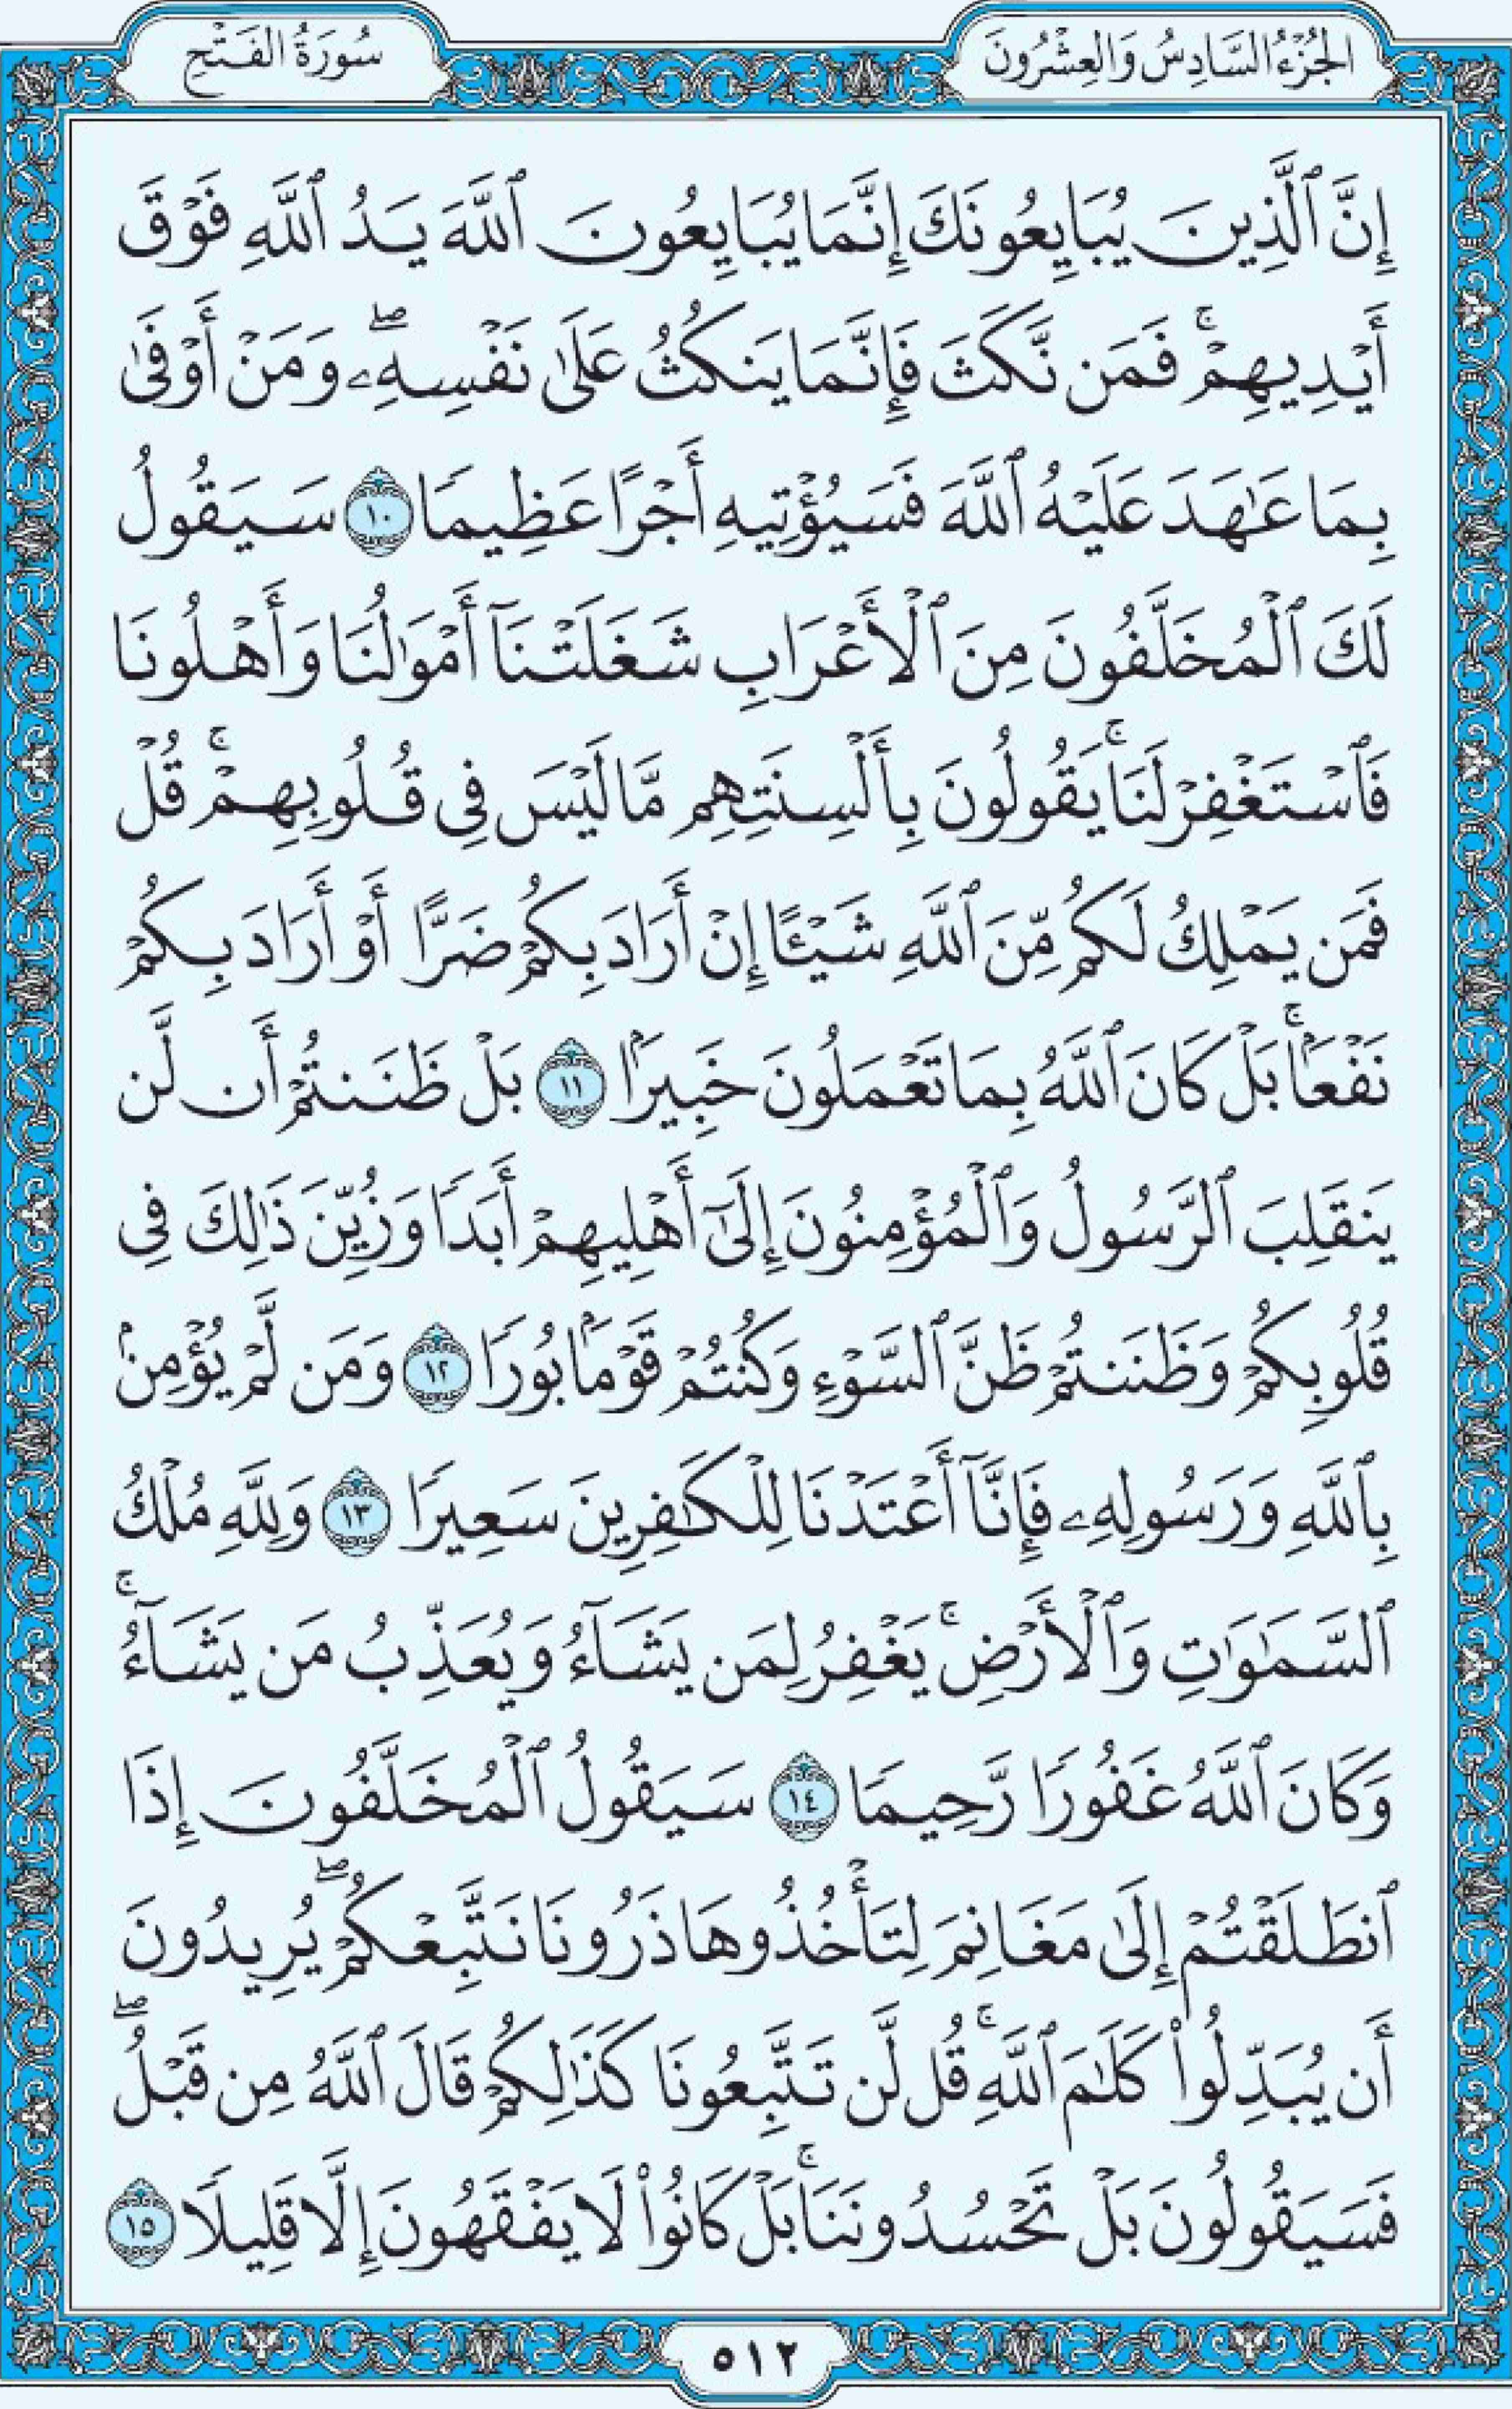 الجُزْءُ السَّادِسُ وَالعِشْرُونَ
سُورَةُ الفَتْحِ
إِنَّ ٱلَّذِينَ يُبَايِعُونَكَ إِنَّمَا يُبَايِعُونَ ٱللَّهَ يَدُ ٱللَّهِ فَوْقَ
أَيْدِيهِمْۚ فَمَن نَّكَثَ فَإِنَّمَا يَنكُثُ عَلَىٰ نَفْسِهِۦۖ وَمَنْ أَوْفَىٰ
بِمَا عَٰهَدَ عَلَيْهُ ٱللَّهَ فَسَيُؤْتِيهِ أَجْرًا عَظِيمٗا ١٠ سَيَقُولُ
لَكَ ٱلْمُخَلَّفُونَ مِنَ ٱلْأَعْرَابِ شَغَلَتْنَآ أَمْوَٰلُنَا وَأَهْلُونَا
فَٱسْتَغْفِرْ لَنَاۚ يَقُولُونَ بِأَلْسِنَتِهِم مَّا لَيْسَ فِى قُلُوبِهِمْۚ قُلْ
فَمَن يَمْلِكُ لَكُم مِّنَ ٱللَّهِ شَيْـًٔا إِنْ أَرَادَ بِكُمْ ضَرًّا أَوْ أَرَادَ بِكُمْ
نَفْعَۢاۚ بَلْ كَانَ ٱللَّهُ بِمَا تَعْمَلُونَ خَبِيرَۢا ١١ بَلْ ظَنَنتُمْ أَن لَّن
يَنقَلِبَ ٱلرَّسُولُ وَٱلْمُؤْمِنُونَ إِلَىٰٓ أَهْلِيهِمْ أَبَدٗا وَزُيِّنَ ذَٰلِكَ فِى
قُلُوبِكُمْ وَظَنَنتُمْ ظَنَّ ٱلسَّوْءِ وَكُنتُمْ قَوْمَۢا بُورٗا ١٢ وَمَن لَّمْ يُؤْمِنۢ
بِٱللَّهِ وَرَسُولِهِۦ فَإِنَّآ أَعْتَدْنَا لِلْكَٰفِرِينَ سَعِيرٗا ١٣ وَلِلَّهِ مُلْكُ
ٱلسَّمَٰوَٰتِ وَٱلْأَرْضِۚ يَغْفِرُ لِمَن يَشَآءُ وَيُعَذِّبُ مَن يَشَآءُۚ
وَكَانَ ٱللَّهُ غَفُورٗا رَّحِيمٗا ١٤ سَيَقُولُ ٱلْمُخَلَّفُونَ إِذَا
ٱنطَلَقْتُمْ إِلَىٰ مَغَانِمَ لِتَأْخُذُوهَا ذَرُونَا نَتَّبِعْكُمْۖ يُرِيدُونَ
أَن يُبَدِّلُوا۟ كَلَٰمَ ٱللَّهِۚ قُل لَّن تَتَّبِعُونَا كَذَٰلِكُمْ قَالَ ٱللَّهُ مِن قَبْلُۖ
فَسَيَقُولُونَ بَلْ تَحْسُدُونَنَاۚ بَلْ كَانُوا۟ لَا يَفْقَهُونَ إِلَّا قَلِيلٗا ١٥
٥١٢